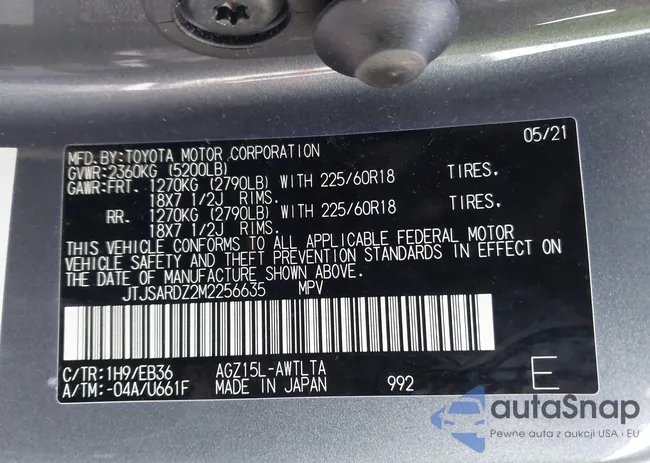 05/21
MFD.BY:TOYOTA MOTOR CORPORATION
GVWR:2360KG (5200LB)
GAWR:FRT. 1270KG (2790LB) WITH 225/60R18 TIRES.
18X7 1/2J RIMS.
RR. 1270KG (2790LB) WITH 225/60R18 TIRES.
18X7 1/2J RIMS.
THIS VEHICLE CONFORMS TO ALL APPLICABLE FEDERAL MOTOR
VEHICLE SAFETY AND THEFT PREVENTION STANDARDS IN EFFECT ON
THE DATE OF MANUFACTURE SHOWN ABOVE.
JTJSARDZ2M2256635 MPV
C/TR:1H9/EB36 AGZ15L-AWTLTA
A/TM:-04A/U661F MADE IN JAPAN 992 E
autaSnap
Pewne auta z aukcji USA i EU